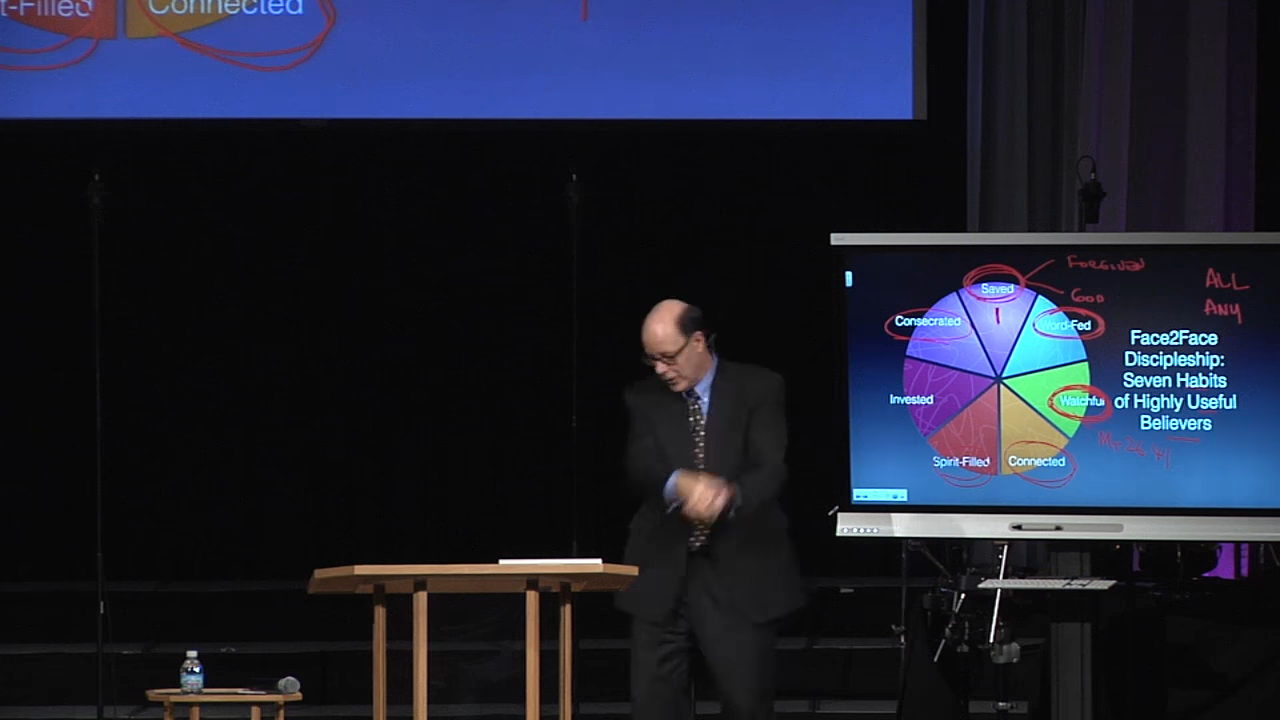 t-Filled
Connected
FORGIVEN
Saved
GOOD
ALL
ANY
Consecrated
Word-Fed
Face2Face
Discipleship:
Seven Habits
of Highly Useful
Believers
Invested
Watchful
Spirit-Filled
Connected